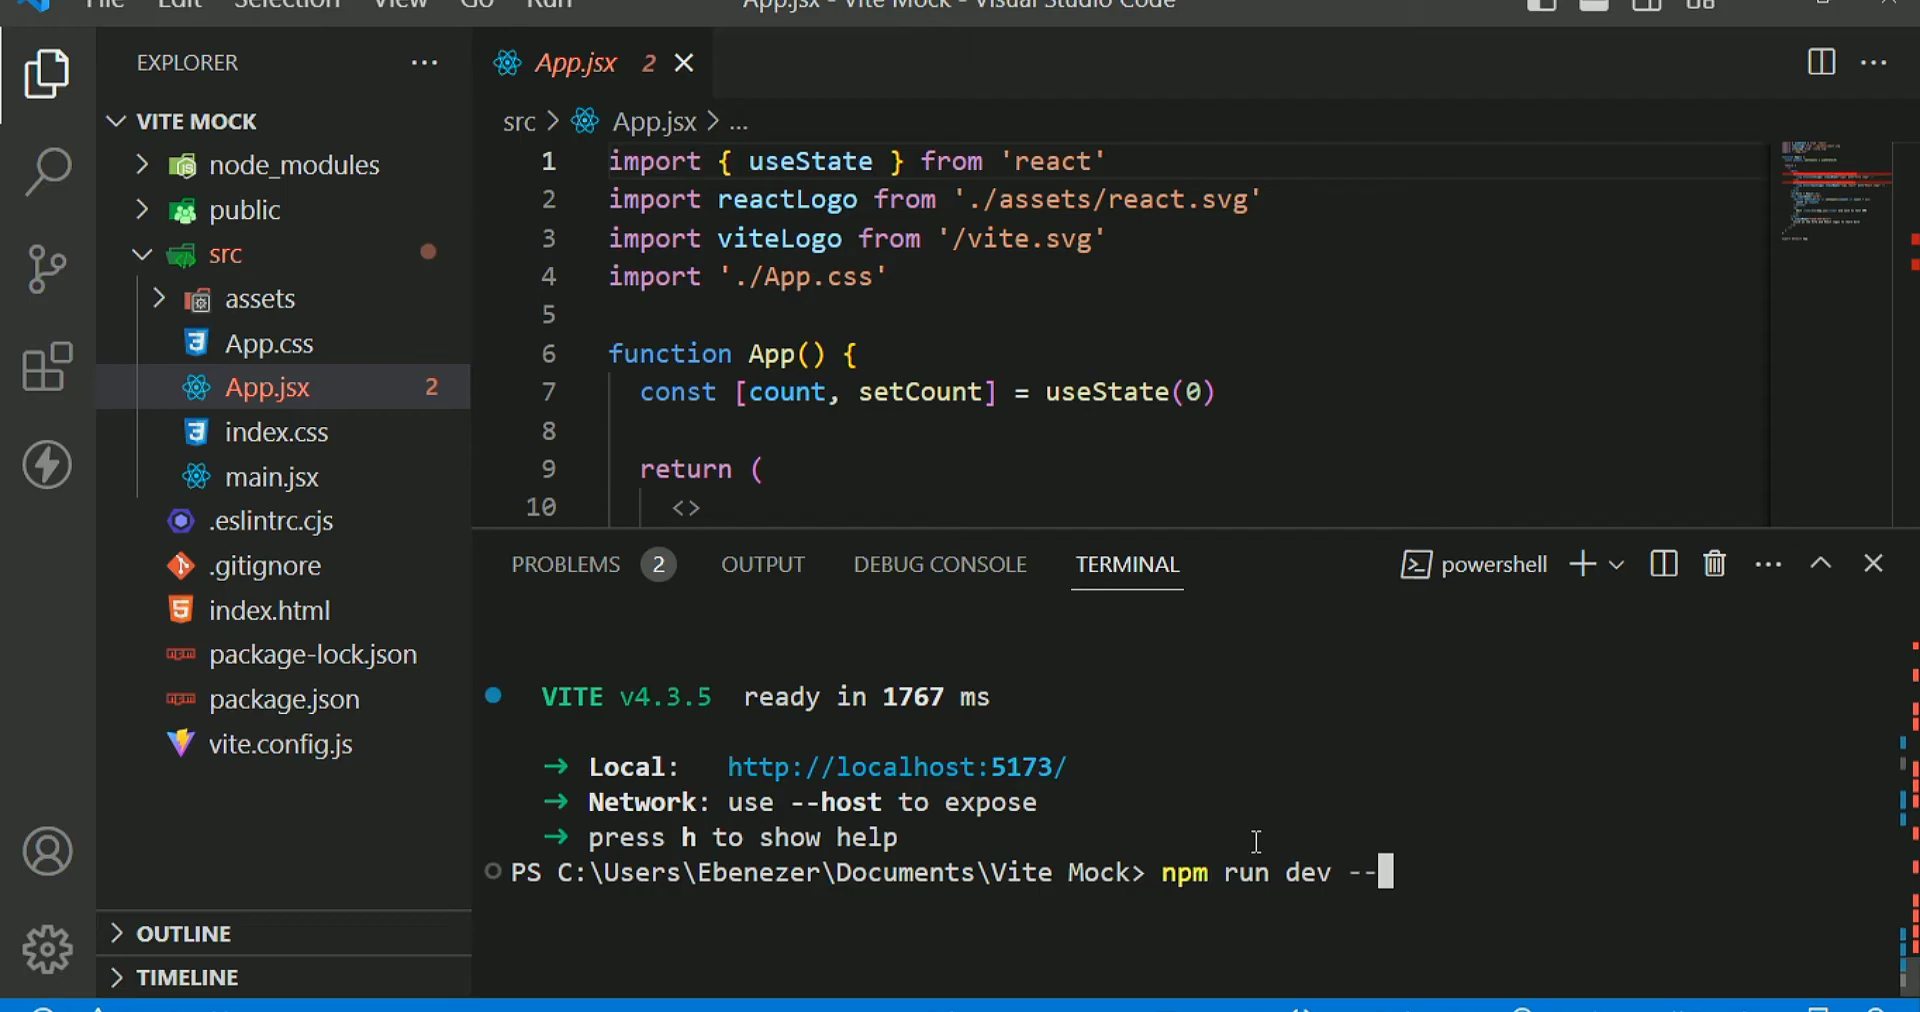 File Edit Selection View Go Run
App.jsx - Vite Mock - Visual Studio Code
EXPLORER
VITE MOCK
node_modules
public
src
assets
App.css
App.jsx 2
index.css
main.jsx
.eslintrc.cjs
.gitignore
index.html
package-lock.json
package.json
vite.config.js
OUTLINE
TIMELINE
App.jsx 2
src > App.jsx > ...
1 import { useState } from 'react'
2 import reactLogo from './assets/react.svg'
3 import viteLogo from '/vite.svg'
4 import './App.css'
5
6 function App() {
7 const [count, setCount] = useState(0)
8
9 return (
10 <>
PROBLEMS 2 OUTPUT DEBUG CONSOLE TERMINAL
powershell
VITE v4.3.5 ready in 1767 ms
➜ Local: http://localhost:5173/
➜ Network: use --host to expose
➜ press h to show help
PS C:\Users\Ebenezer\Documents\Vite Mock> npm run dev --